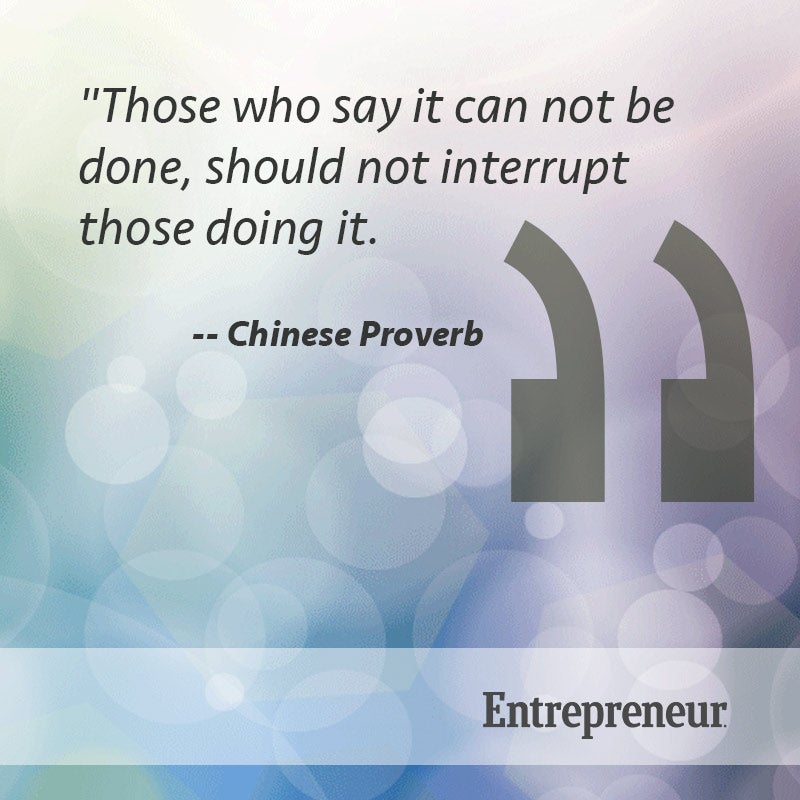 "Those who say it can not be
done, should not interrupt
those doing it.
-- Chinese Proverb
Entrepreneur